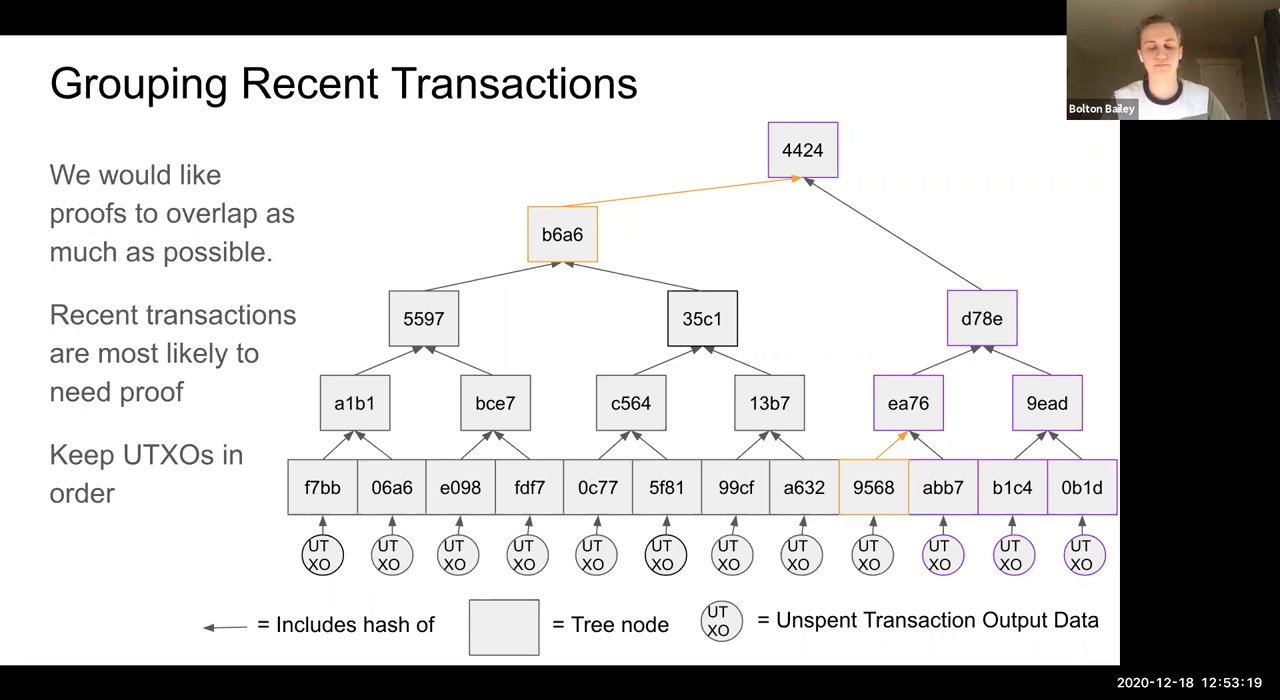 Grouping Recent Transactions
Bolton Bailey
We would like
proofs to overlap as
much as possible.
Recent transactions
are most likely to
need proof
Keep UTXOs in
order
4424
b6a6
5597
35c1
d78e
a1b1
bce7
c564
13b7
ea76
9ead
f7bb
06a6
e098
fdf7
0c77
5f81
99cf
a632
9568
abb7
b1c4
0b1d
UT
XO
UT
XO
UT
XO
UT
XO
UT
XO
UT
XO
UT
XO
UT
XO
UT
XO
UT
XO
UT
XO
UT
XO
= Includes hash of
= Tree node
UT
XO
= Unspent Transaction Output Data
2020-12-18 12:53:19